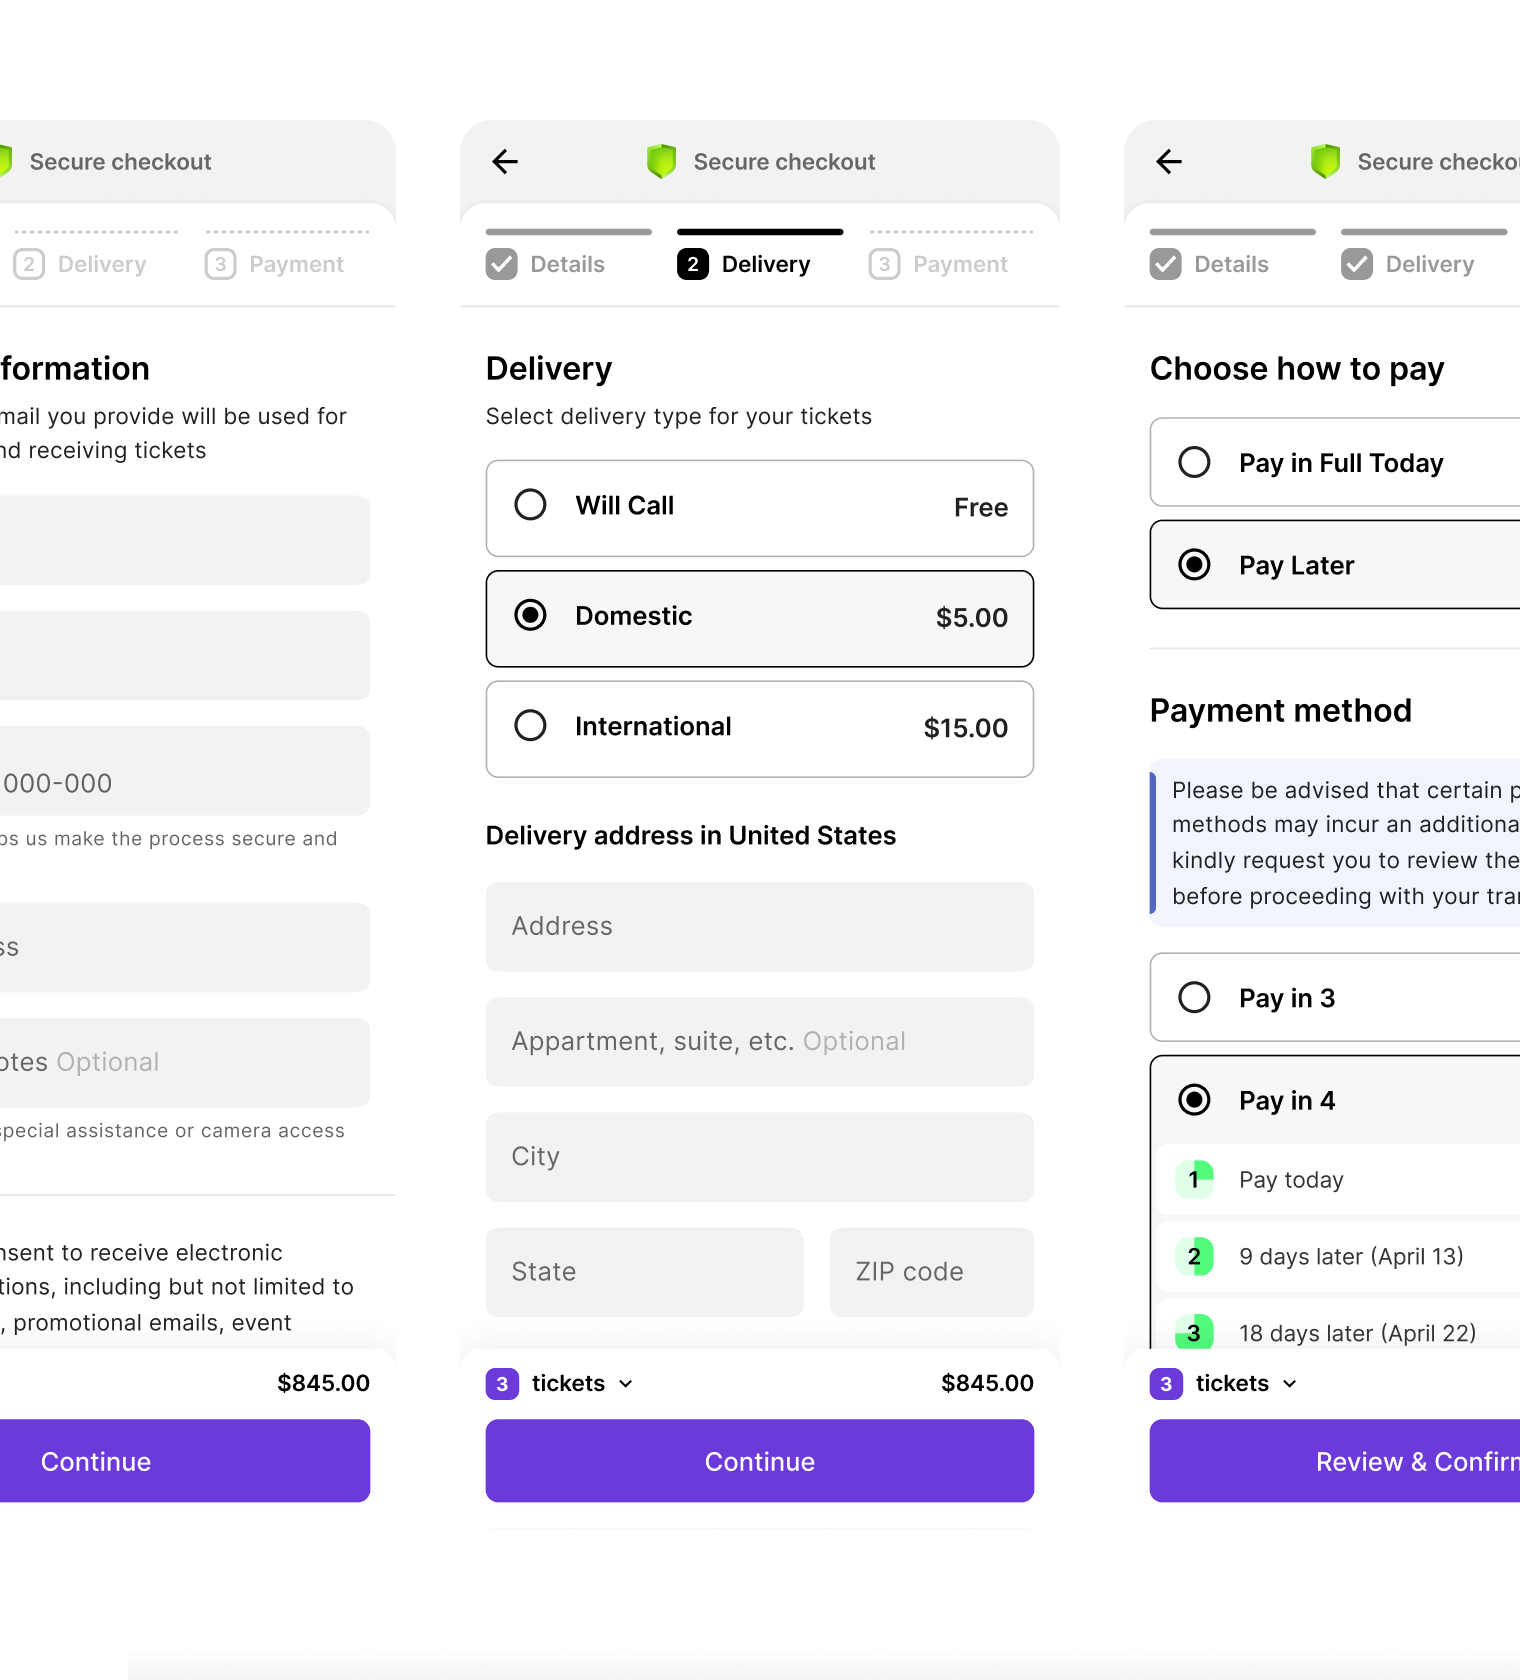 Secure checkout
2 Delivery
3 Payment
formation
mail you provide will be used for
nd receiving tickets
000-000
ps us make the process secure and
ss
otes Optional
special assistance or camera access
nsent to receive electronic
tions, including but not limited to
, promotional emails, event
$845.00
Continue
Secure checkout
Details
2 Delivery
3 Payment
Delivery
Select delivery type for your tickets
Will Call
Free
Domestic
$5.00
International
$15.00
Delivery address in United States
Address
Appartment, suite, etc. Optional
City
State
ZIP code
3 tickets
$845.00
Continue
Secure checkou
Details
Delivery
Choose how to pay
Pay in Full Today
Pay Later
Payment method
Please be advised that certain p
methods may incur an additiona
kindly request you to review the
before proceeding with your tran
Pay in 3
Pay in 4
1 Pay today
2 9 days later (April 13)
3 18 days later (April 22)
3 tickets
Review & Confirm